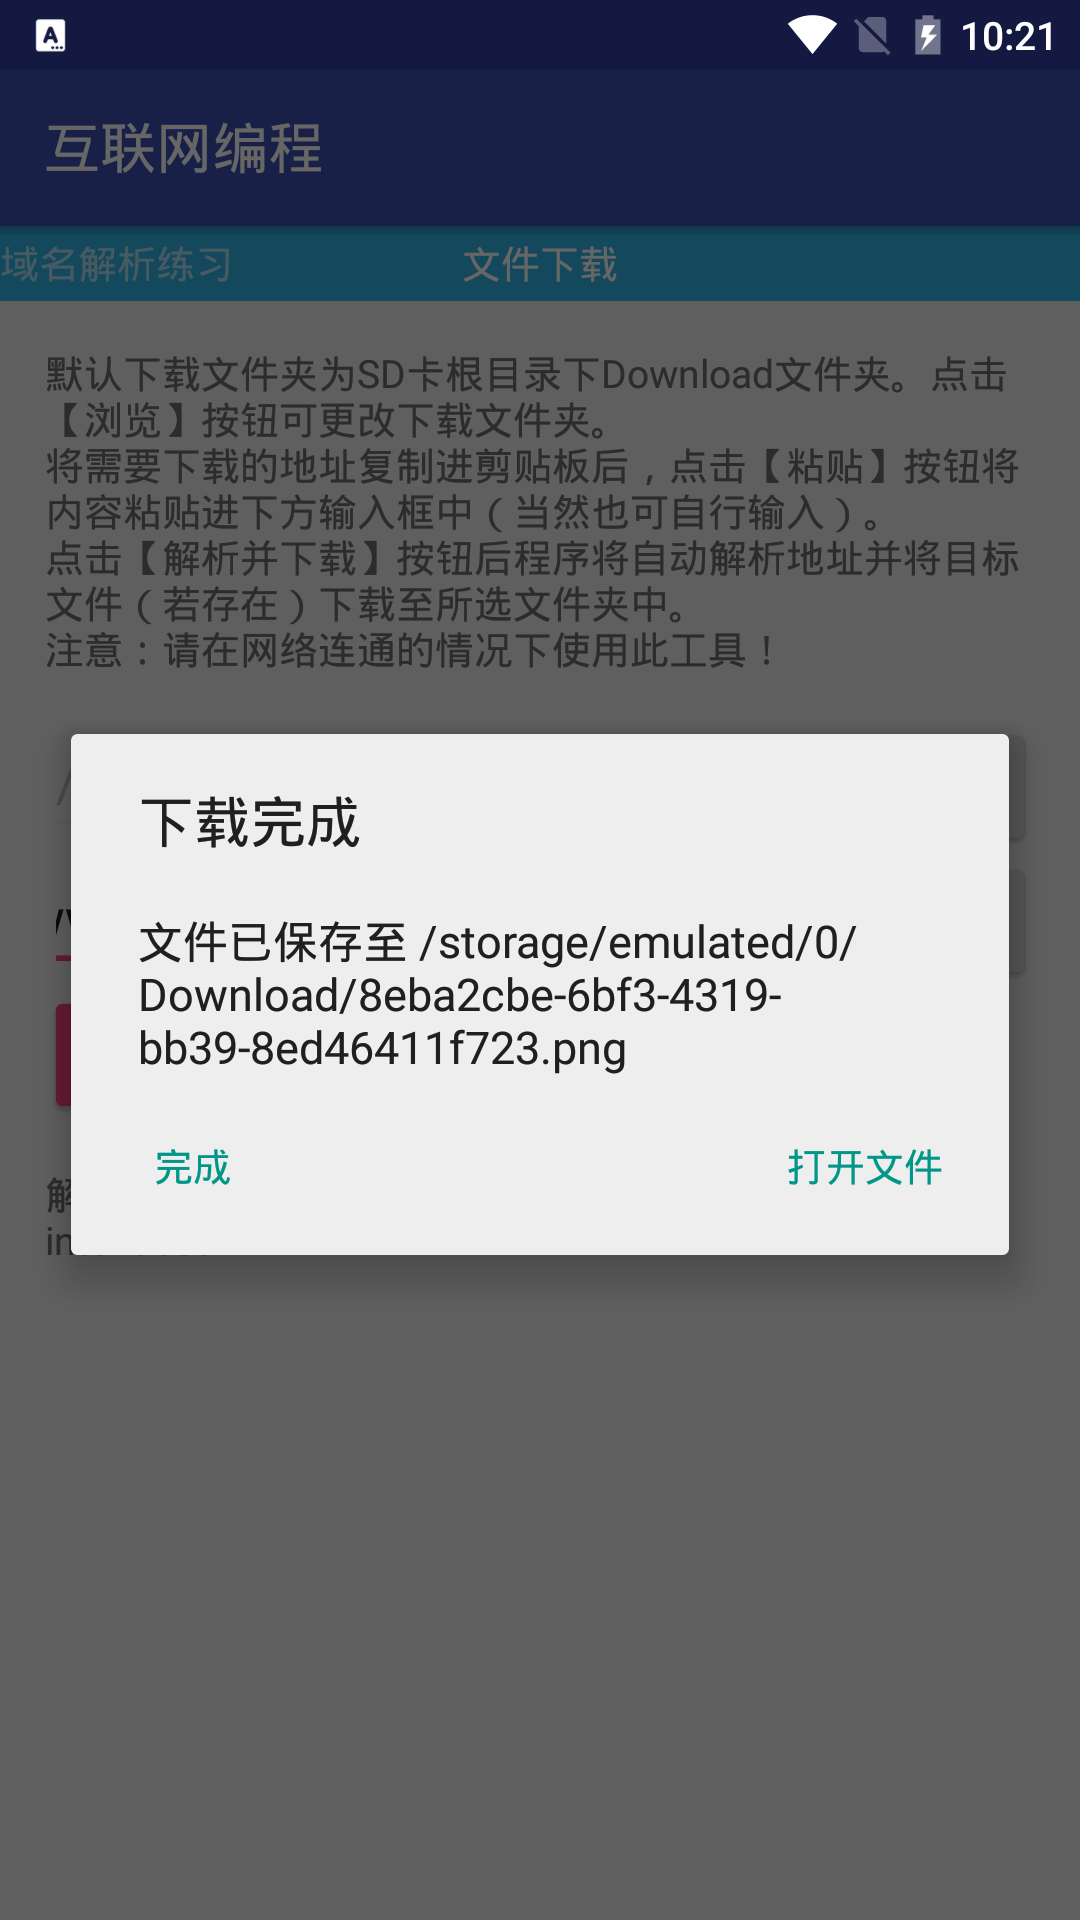 10:21
互联网编程
域名解析练习 文件下载
默认下载文件夹为SD卡根目录下Download文件夹。点击
【浏览】按钮可更改下载文件夹。
将需要下载的地址复制进剪贴板后，点击【粘贴】按钮将
内容粘贴进下方输入框中（当然也可自行输入）。
点击【解析并下载】按钮后程序将自动解析地址并将目标
文件（若存在）下载至所选文件夹中。
注意：请在网络连通的情况下使用此工具！
/
下载完成
文件已保存至 /storage/emulated/0/
Download/8eba2cbe-6bf3-4319-
bb39-8ed46411f723.png
完成 打开文件
解
in